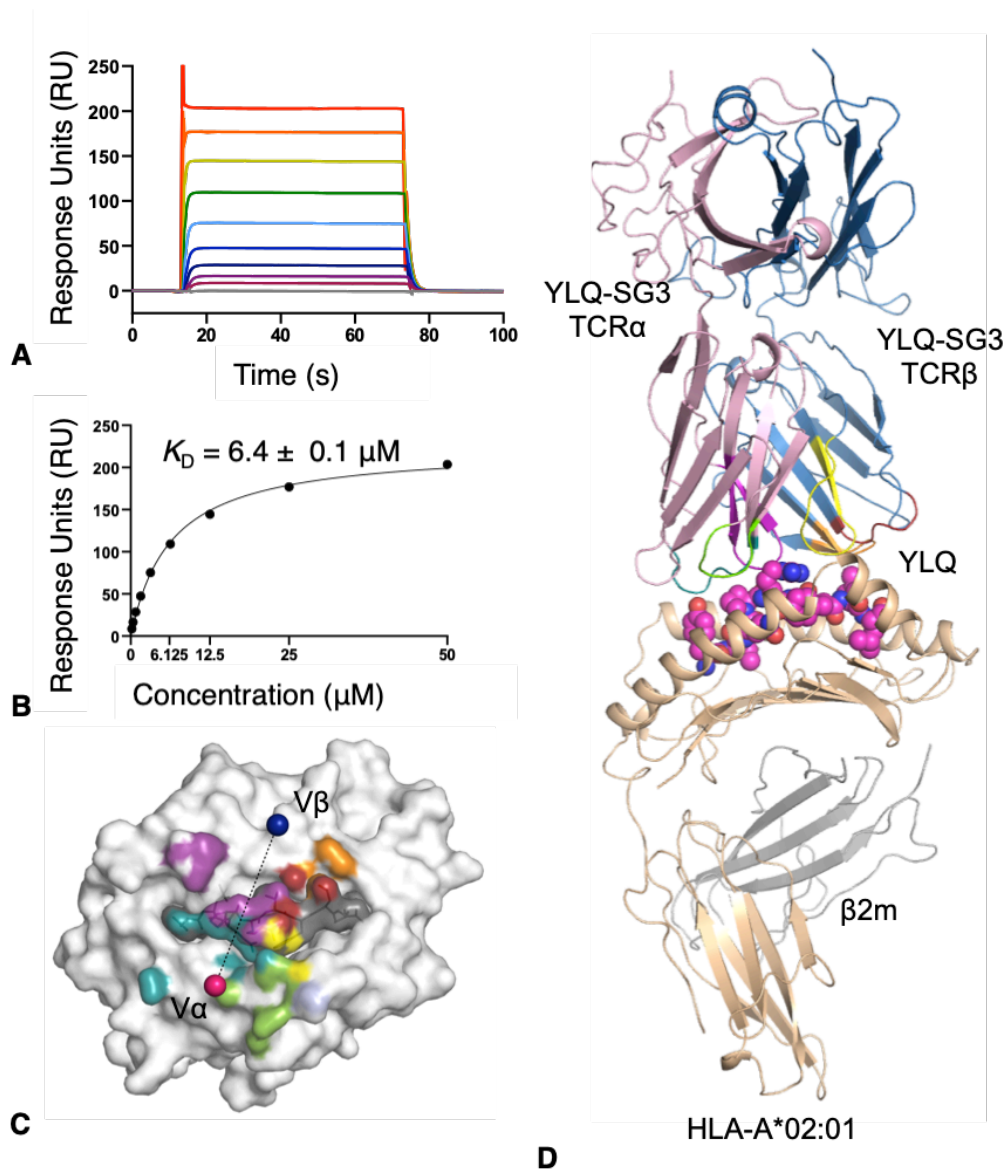 250
200
150
100
50
0
0 20 40 60 80 100
Response Units (RU)
Time (s)
A
250
200
150
100
50
0
K_D = 6.4 ± 0.1 μM
0 6.125 12.5 25 50
Response Units (RU)
Concentration (μM)
B
Vβ
Vα
C
YLQ-SG3
TCRα
YLQ-SG3
TCRβ
YLQ
β2m
HLA-A*02:01
D